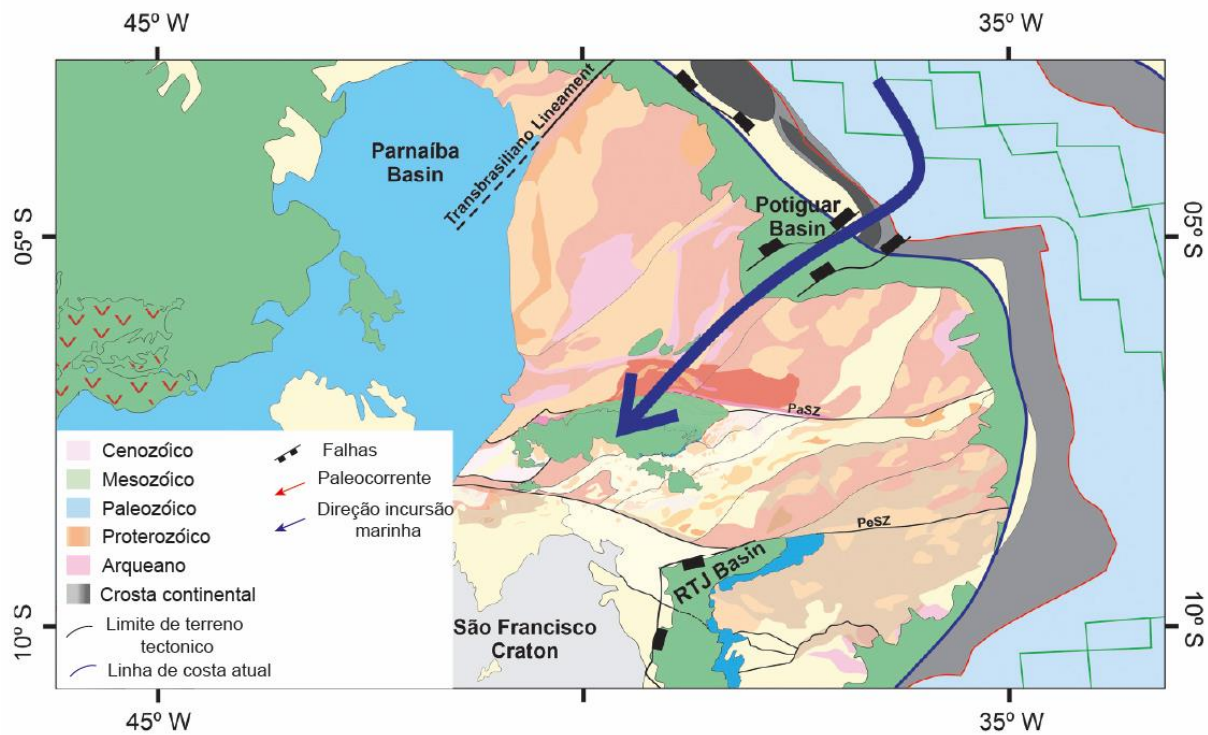 45º W
35º W
Transbrasiliano Lineament
Parnaíba
Basin
Potiguar
Basin
05º S
05º S
PaSZ
Cenozóico
Mesozóico
Paleozóico
Proterozóico
Arqueano
Crosta continental
Limite de terreno
tectonico
Linha de costa atual
Falhas
Paleocorrente
Direção incursão
marinha
PeSZ
RTJ Basin
São Francisco
Craton
10º S
10º S
45º W
35º W